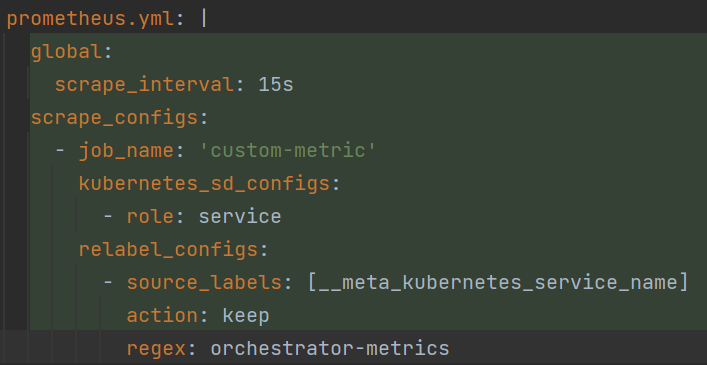 prometheus.yml: |
global:
scrape_interval: 15s
scrape_configs:
- job_name: 'custom-metric'
kubernetes_sd_configs:
- role: service
relabel_configs:
- source_labels: [__meta_kubernetes_service_name]
action: keep
regex: orchestrator-metrics